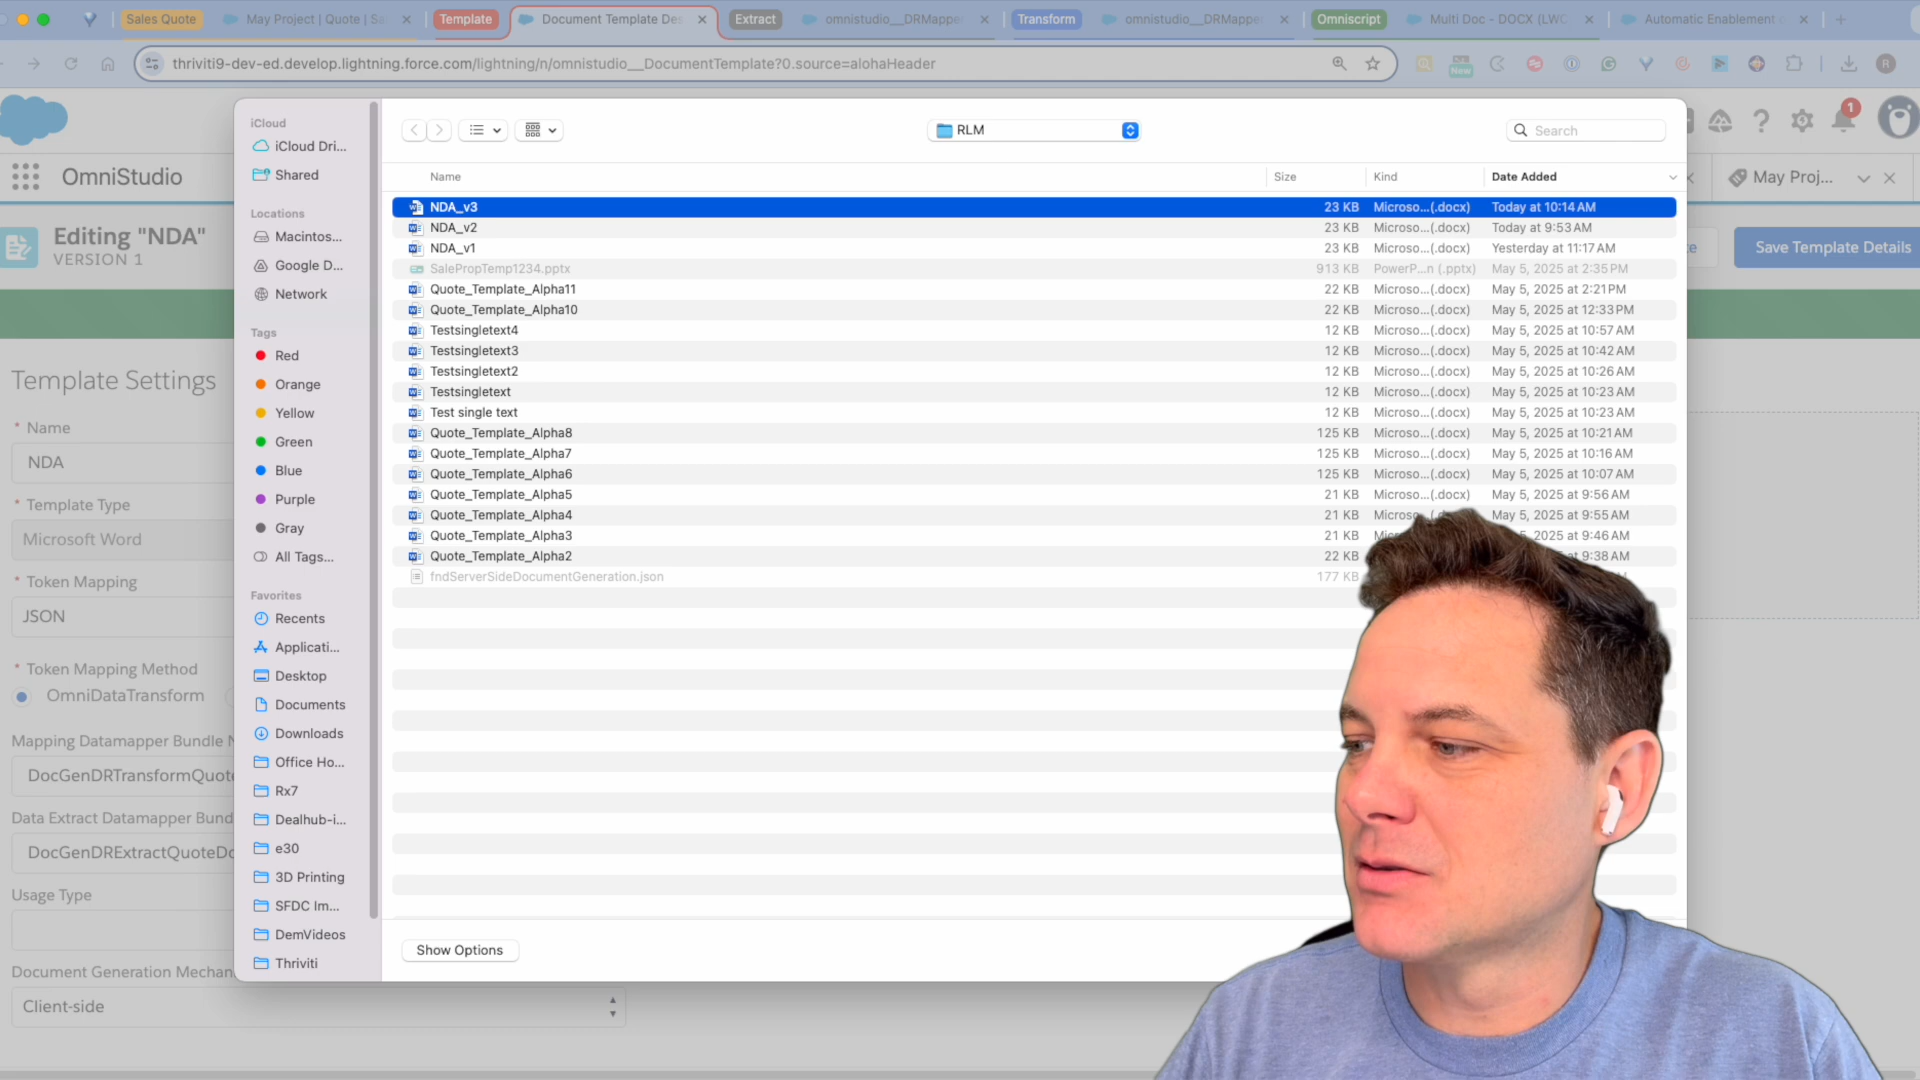 Sales Quote
May Project | Quote | Sa
Template
Document Template Des
Extract
omnistudio__DRMappe
Transform
omnistudio__DRMappe
Omniscript
Multi Doc - DOCX (LWC
Automatic Enablement o
thriviti9-dev-ed.develop.lightning.force.com/lightning/n/omnistudio__DocumentTemplate?0.source=alohaHeader
New
R
1
OmniStudio
May Proj...
Editing "NDA"
VERSION 1
Save Template Details
Template Settings
* Name
NDA
* Template Type
Microsoft Word
* Token Mapping
JSON
* Token Mapping Method
OmniDataTransform
Mapping Datamapper Bundle N
DocGenDRTransformQuote
Data Extract Datamapper Bund
DocGenDRExtractQuoteDo
Usage Type
Document Generation Mechan
Client-side
iCloud
iCloud Dri...
Shared
Locations
Macintos...
Google D...
Network
Tags
Red
Orange
Yellow
Green
Blue
Purple
Gray
All Tags...
Favorites
Recents
Applicati...
Desktop
Documents
Downloads
Office Ho...
Rx7
Dealhub-i...
e30
3D Printing
SFDC Im...
DemVideos
Thriviti
RLM
Search
Name Size Kind Date Added
NDA_v3 23 KB Microso...(.docx) Today at 10:14 AM
NDA_v2 23 KB Microso...(.docx) Today at 9:53 AM
NDA_v1 23 KB Microso...(.docx) Yesterday at 11:17 AM
SalePropTemp1234.pptx 913 KB PowerP...n (.pptx) May 5, 2025 at 2:35 PM
Quote_Template_Alpha11 22 KB Microso...(.docx) May 5, 2025 at 2:21 PM
Quote_Template_Alpha10 22 KB Microso...(.docx) May 5, 2025 at 12:33 PM
Testsingletext4 12 KB Microso...(.docx) May 5, 2025 at 10:57 AM
Testsingletext3 12 KB Microso...(.docx) May 5, 2025 at 10:42 AM
Testsingletext2 12 KB Microso...(.docx) May 5, 2025 at 10:26 AM
Testsingletext 12 KB Microso...(.docx) May 5, 2025 at 10:23 AM
Test single text 12 KB Microso...(.docx) May 5, 2025 at 10:23 AM
Quote_Template_Alpha8 125 KB Microso...(.docx) May 5, 2025 at 10:21 AM
Quote_Template_Alpha7 125 KB Microso...(.docx) May 5, 2025 at 10:16 AM
Quote_Template_Alpha6 125 KB Microso...(.docx) May 5, 2025 at 10:07 AM
Quote_Template_Alpha5 21 KB Microso...(.docx) May 5, 2025 at 9:56 AM
Quote_Template_Alpha4 21 KB May 5, 2025 at 9:55 AM
Quote_Template_Alpha3 21 KB 5, 2025 at 9:46 AM
Quote_Template_Alpha2 22 KB at 9:38 AM
fndServerSideDocumentGeneration.json 177 KB
Show Options